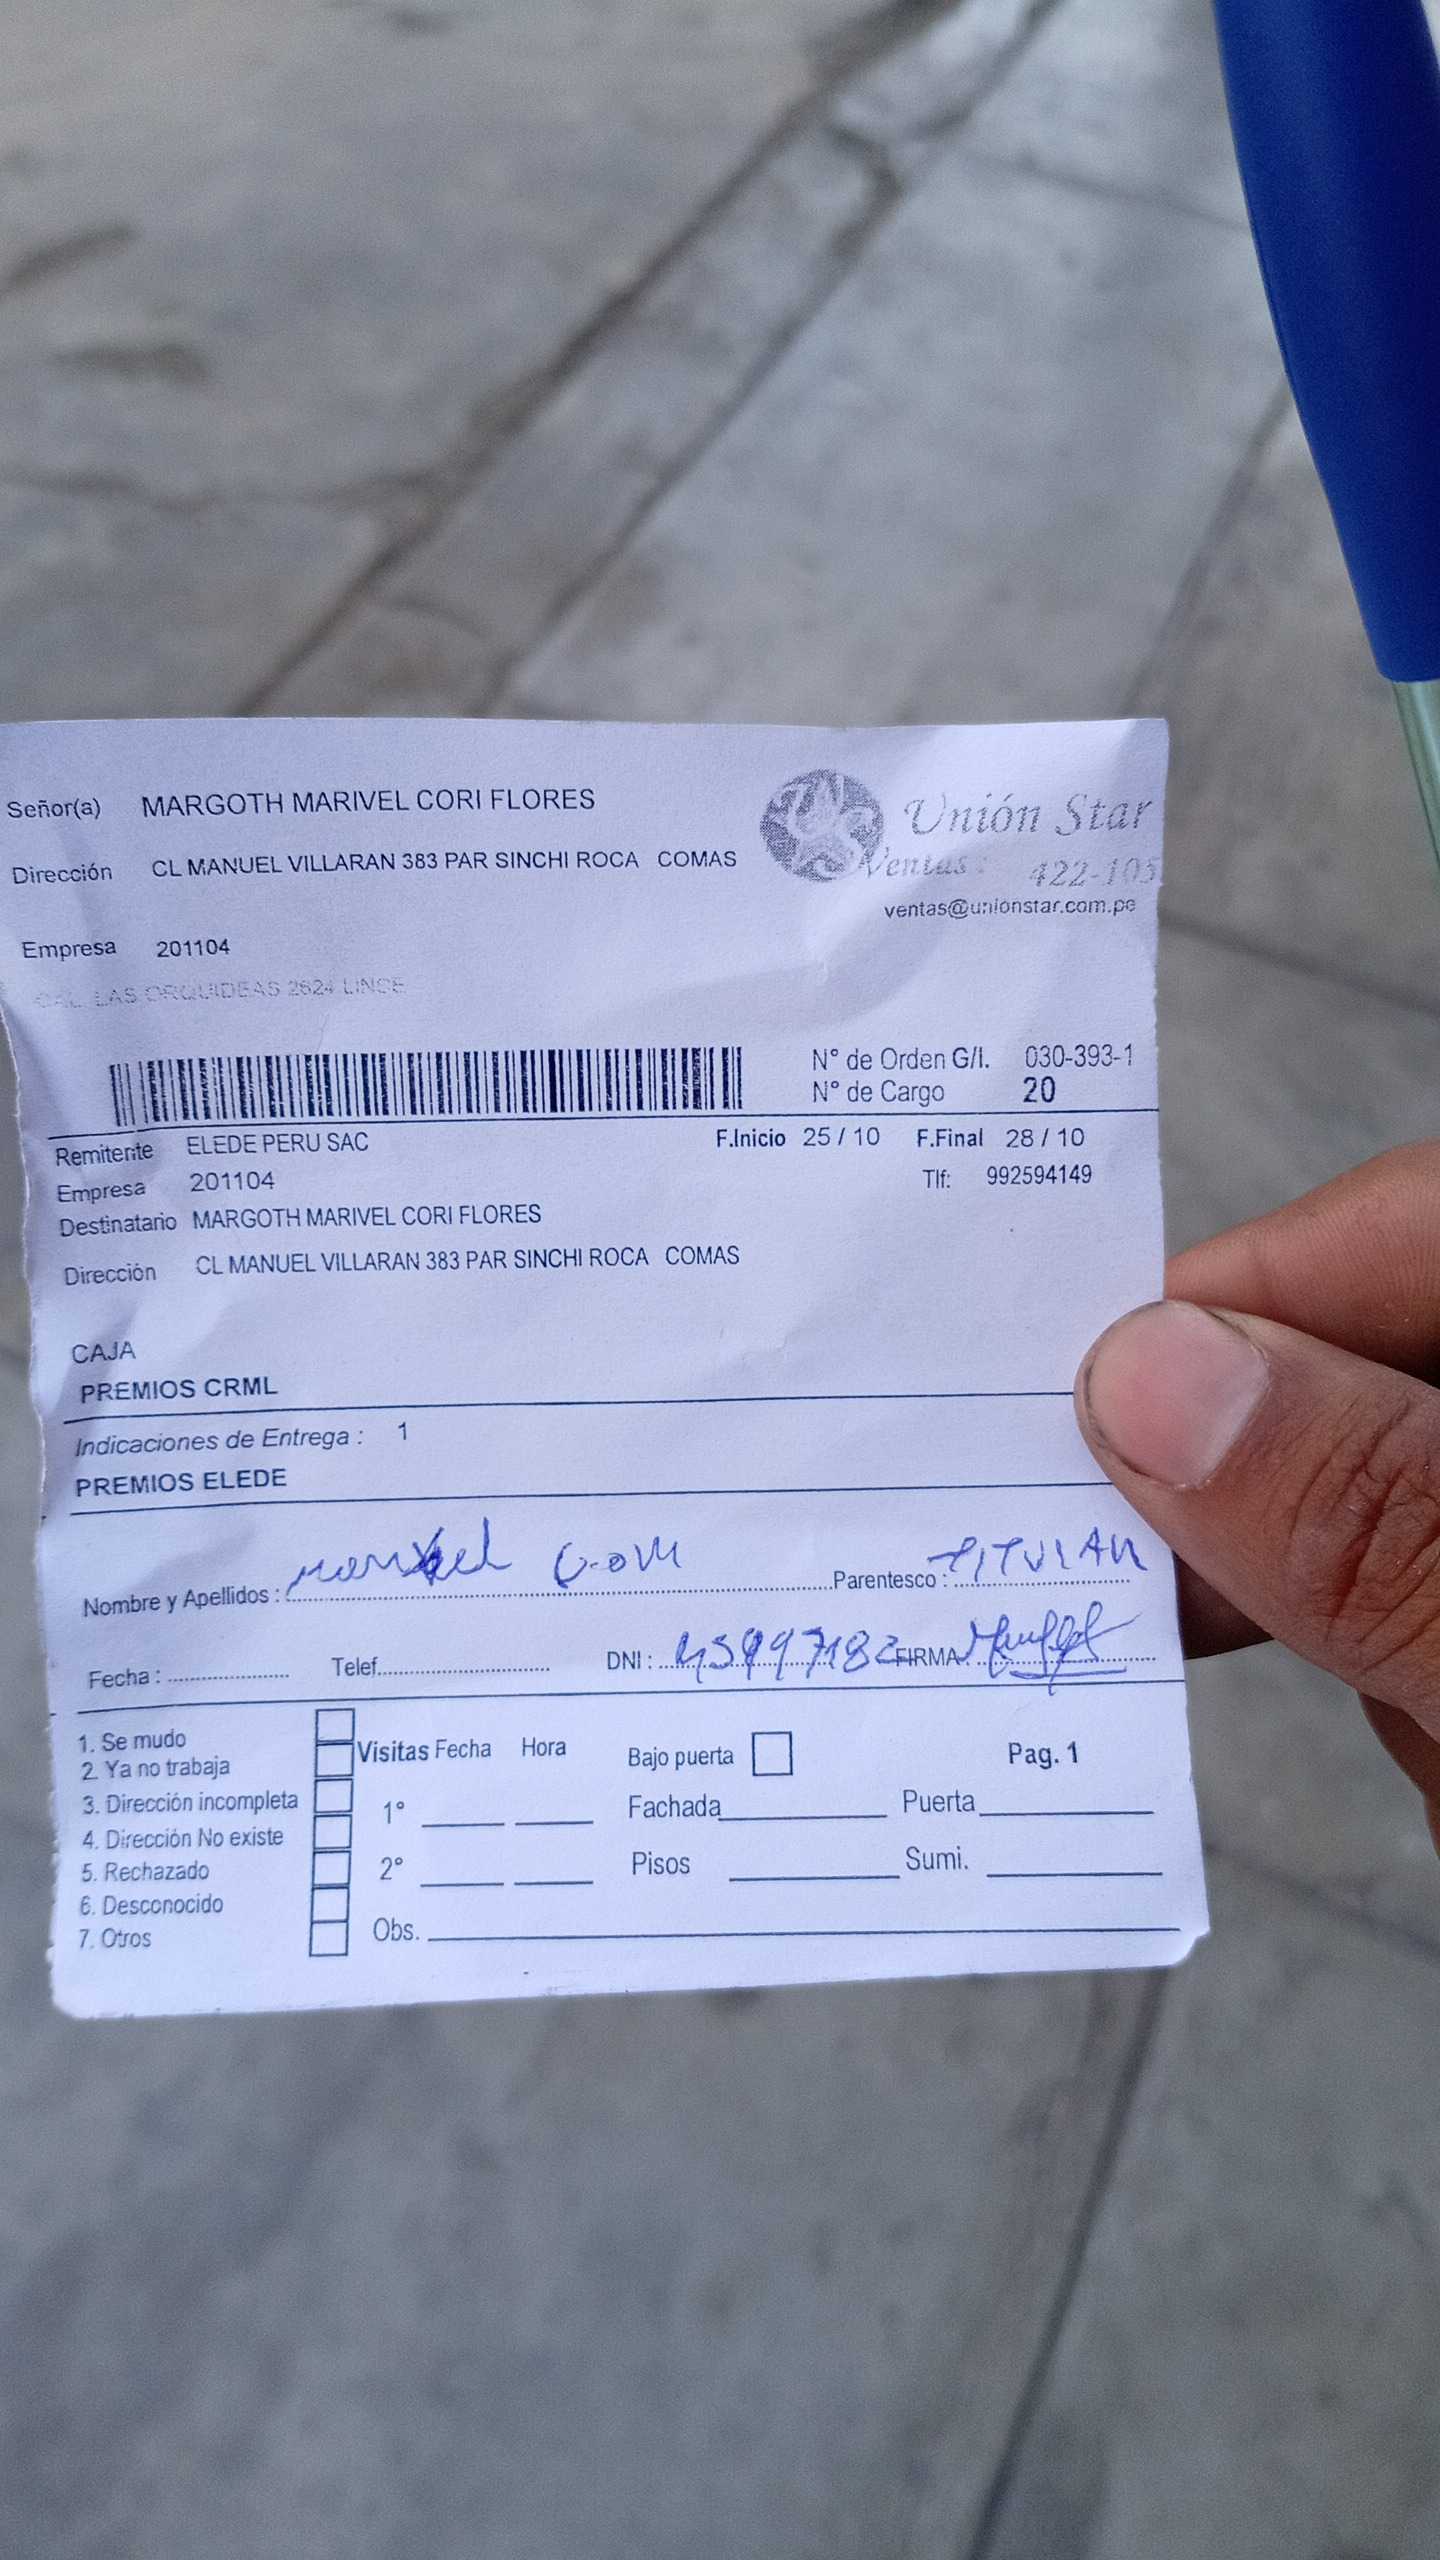 Señor(a) MARGOTH MARIVEL CORI FLORES
Unión Star
Dirección CL MANUEL VILLARAN 383 PAR SINCHI ROCA COMAS
Ventas : 422-105
ventas@unionstar.com.pe
Empresa 201104
CAL. LAS ORQUIDEAS 2624 LINCE
N° de Orden G/I. 030-393-1
N° de Cargo 20
Remitente ELEDE PERU SAC F.Inicio 25 / 10 F.Final 28 / 10
Empresa 201104 Tlf: 992594149
Destinatario MARGOTH MARIVEL CORI FLORES
Dirección CL MANUEL VILLARAN 383 PAR SINCHI ROCA COMAS
CAJA
PREMIOS CRML
Indicaciones de Entrega : 1
PREMIOS ELEDE
Nombre y Apellidos : Marivel Cori Parentesco : TITULAR
Fecha : Telef. DNI : FIRMA :
1. Se mudo
2. Ya no trabaja
3. Dirección incompleta
4. Dirección No existe
5. Rechazado
6. Desconocido
7. Otros
Visitas Fecha Hora Bajo puerta Pag. 1
1° Fachada Puerta
2° Pisos Sumi.
Obs.